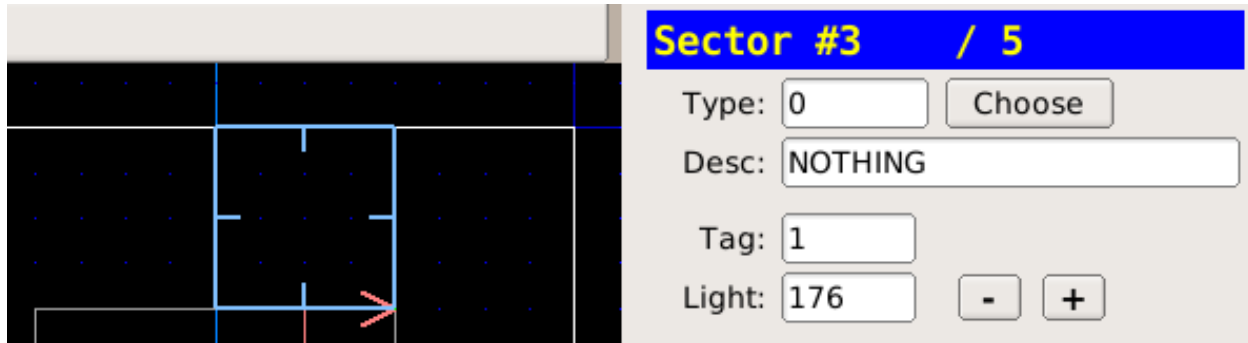 Sector #3 / 5
Type: 0 Choose
Desc: NOTHING
Tag: 1
Light: 176 - +